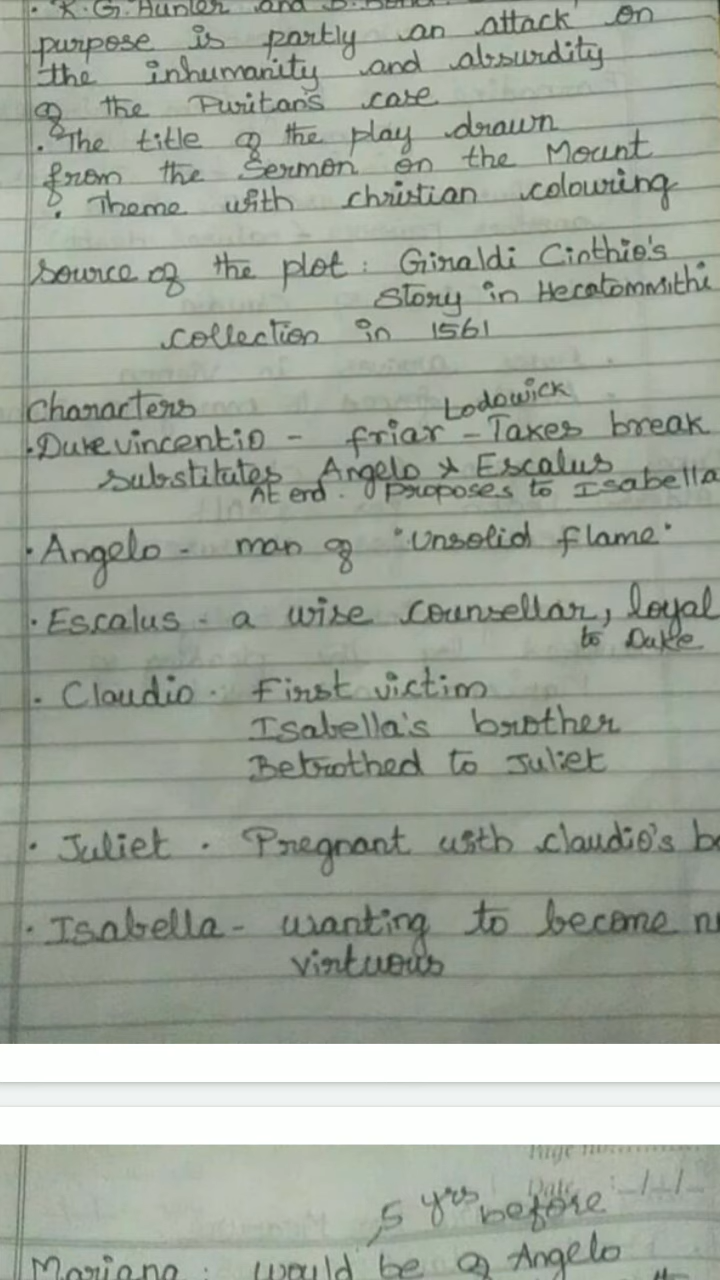 R.G. Hunter and
purpose is partly an attack on
the inhumanity and absurdity
of the Puritan's case
. The title of the play drawn
from the Sermon on the Mount
. Theme with christian colouring
source of the plot : Giraldi Cinthio's
Story in Hecatommithi
collection in 1561
Characters
Lodowick
. Duke vincentio - friar - Takes break
substitutes Angelo & Escalus
At end . proposes to Isabella
. Angelo - man of "Unsolid flame"
. Escalus - a wise counsellar, loyal
to Duke
. Claudio . First victim
Isabella's brother
Betrothed to Juliet
. Juliet . Pregnant with claudio's
. Isabella - wanting to become
virtuous
5 yrs before
Mariana : would be of Angelo